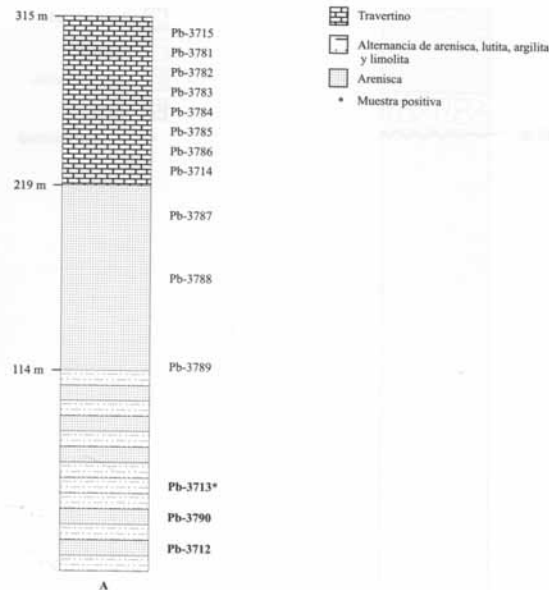 315 m
Pb-3715
Pb-3781
Pb-3782
Pb-3783
Pb-3784
Pb-3785
Pb-3786
Pb-3714
219 m
Pb-3787
Pb-3788
114 m
Pb-3789
Pb-3713*
Pb-3790
Pb-3712
A
Travertino
Alternancia de arenisca, lutita, argilita
y limolita
Arenisca
* Muestra positiva